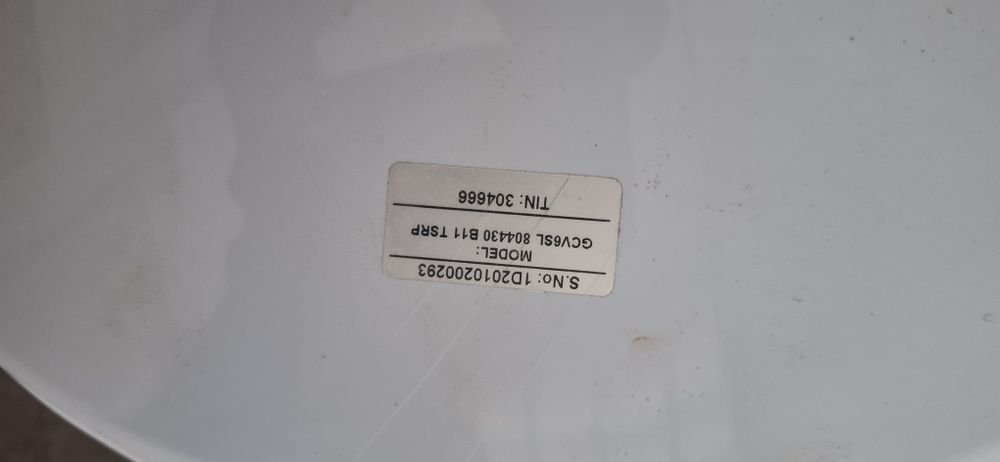 S.No: 1D2010200293
MODEL:
GCV6SL 804430 B11 TSRP
TIN: 304666